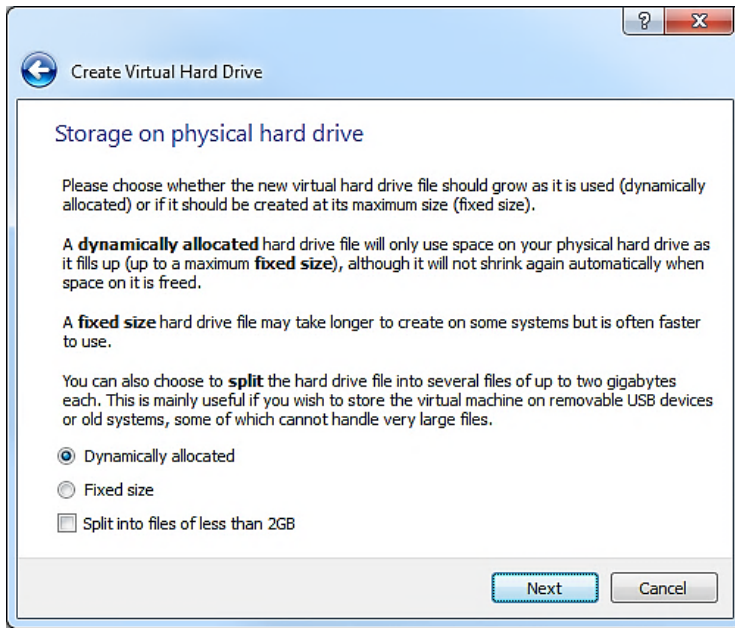 Create Virtual Hard Drive
Storage on physical hard drive
Please choose whether the new virtual hard drive file should grow as it is used (dynamically
allocated) or if it should be created at its maximum size (fixed size).
A dynamically allocated hard drive file will only use space on your physical hard drive as
it fills up (up to a maximum fixed size), although it will not shrink again automatically when
space on it is freed.
A fixed size hard drive file may take longer to create on some systems but is often faster
to use.
You can also choose to split the hard drive file into several files of up to two gigabytes
each. This is mainly useful if you wish to store the virtual machine on removable USB devices
or old systems, some of which cannot handle very large files.
Dynamically allocated
Fixed size
Split into files of less than 2GB
Next Cancel